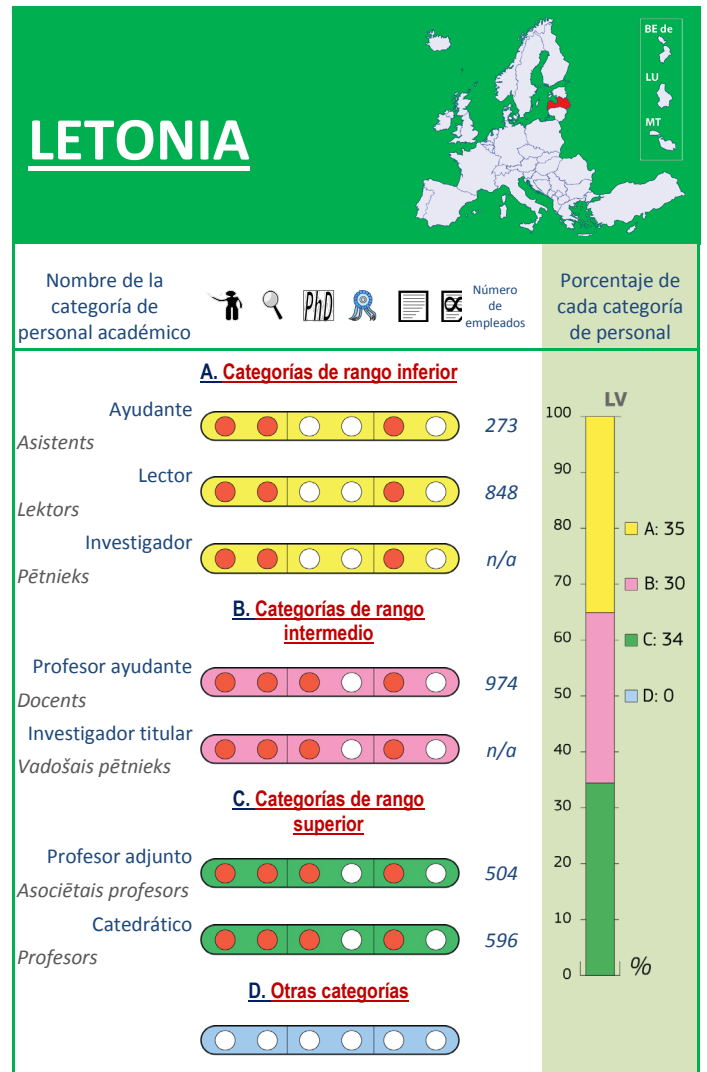 BE de
LU
MT
LETONIA
Nombre de la
categoría de
personal académico
PhD
Número
de
empleados
Porcentaje de
cada categoría
de personal
A. Categorías de rango inferior
Ayudante
Asistents
273
Lector
Lektors
848
Investigador
Pētnieks
n/a
B. Categorías de rango
intermedio
Profesor ayudante
Docents
974
Investigador titular
Vadošais pētnieks
n/a
C. Categorías de rango
superior
Profesor adjunto
Asociētais profesors
504
Catedrático
Profesors
596
D. Otras categorías
LV
100
90
80
70
60
50
40
30
20
10
0
%
A: 35
B: 30
C: 34
D: 0